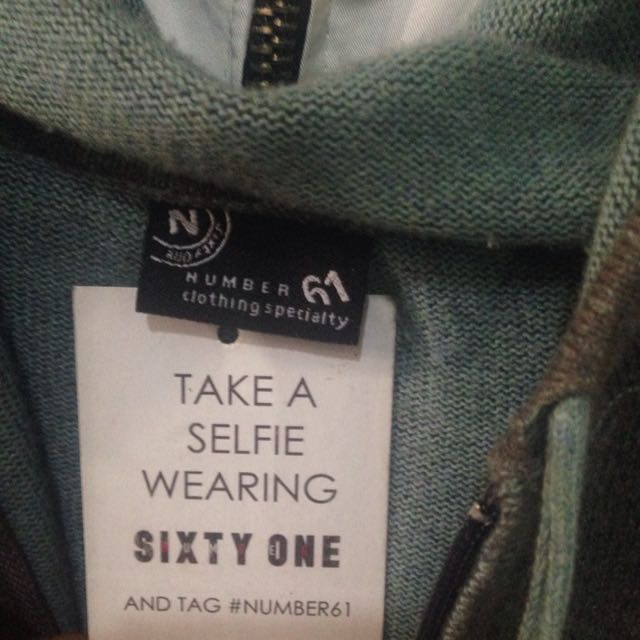 N
NUMBER 61
clothing specialty
TAKE A
SELFIE
WEARING
SIXTY ONE
AND TAG #NUMBER61